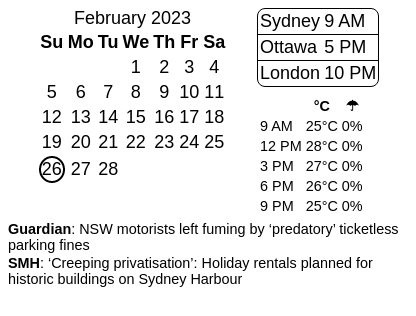 February 2023
Su Mo Tu We Th Fr Sa
1 2 3 4
5 6 7 8 9 10 11
12 13 14 15 16 17 18
19 20 21 22 23 24 25
26 27 28
Sydney 9 AM
Ottawa 5 PM
London 10 PM
°C ☂
9 AM 25°C 0%
12 PM 28°C 0%
3 PM 27°C 0%
6 PM 26°C 0%
9 PM 25°C 0%
Guardian: NSW motorists left fuming by ‘predatory’ ticketless
parking fines
SMH: ‘Creeping privatisation’: Holiday rentals planned for
historic buildings on Sydney Harbour